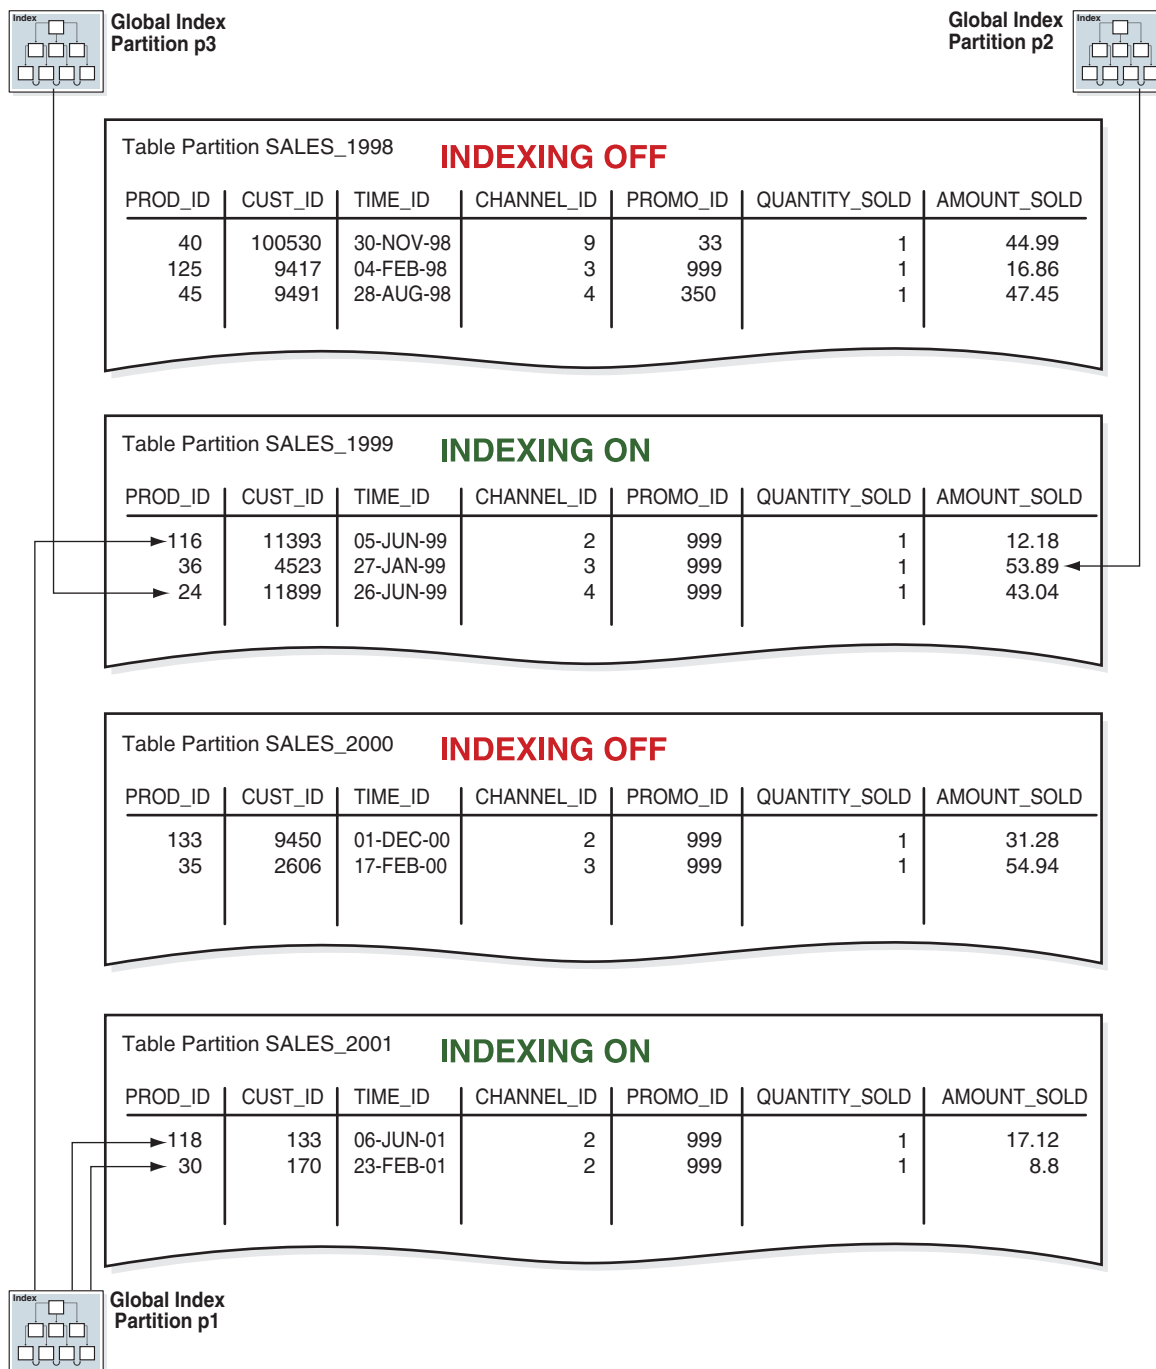 Index
Global Index
Partition p3
Global Index
Partition p2
Index
Table Partition SALES_1998 INDEXING OFF
PROD_ID CUST_ID TIME_ID CHANNEL_ID PROMO_ID QUANTITY_SOLD AMOUNT_SOLD
40 100530 30-NOV-98 9 33 1 44.99
125 9417 04-FEB-98 3 999 1 16.86
45 9491 28-AUG-98 4 350 1 47.45
Table Partition SALES_1999 INDEXING ON
PROD_ID CUST_ID TIME_ID CHANNEL_ID PROMO_ID QUANTITY_SOLD AMOUNT_SOLD
116 11393 05-JUN-99 2 999 1 12.18
36 4523 27-JAN-99 3 999 1 53.89
24 11899 26-JUN-99 4 999 1 43.04
Table Partition SALES_2000 INDEXING OFF
PROD_ID CUST_ID TIME_ID CHANNEL_ID PROMO_ID QUANTITY_SOLD AMOUNT_SOLD
133 9450 01-DEC-00 2 999 1 31.28
35 2606 17-FEB-00 3 999 1 54.94
Table Partition SALES_2001 INDEXING ON
PROD_ID CUST_ID TIME_ID CHANNEL_ID PROMO_ID QUANTITY_SOLD AMOUNT_SOLD
118 133 06-JUN-01 2 999 1 17.12
30 170 23-FEB-01 2 999 1 8.8
Index
Global Index
Partition p1